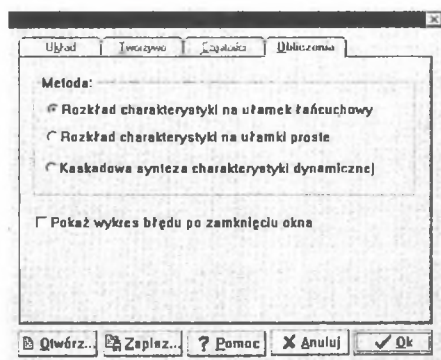 Układ Tworzywo Częstości Obliczenia
Metoda:
Rozkład charakterystyki na ułamek łańcuchowy
Rozkład charakterystyki na ułamki proste
Kaskadowa synteza charakterystyki dynamicznej
Pokaż wykres błędu po zamknięciu okna
Otwórz... Zapisz... ? Pomoc Anuluj Ok